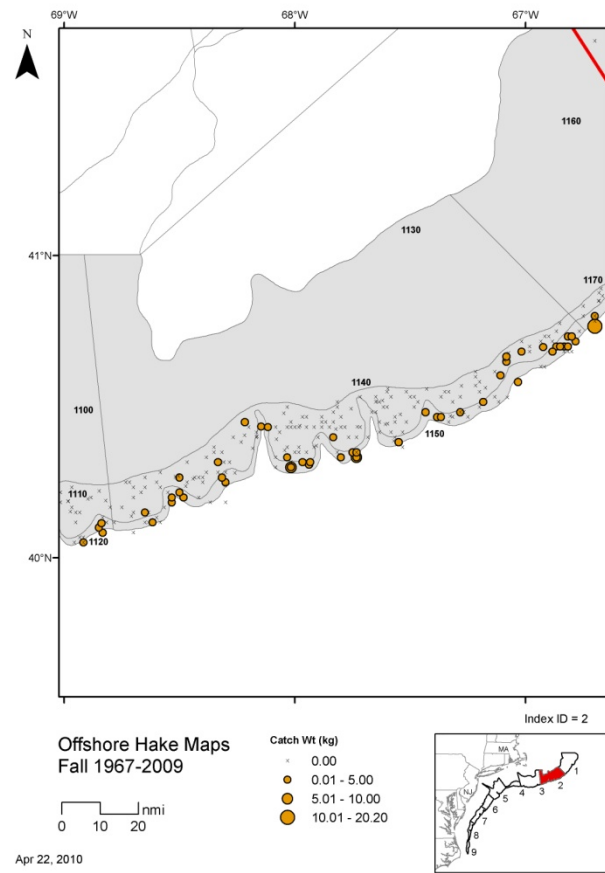 69°W 68°W 67°W
N
1160
1130
41°N
1170
1140
1100
1150
1110
1120
40°N
Index ID = 2
Offshore Hake Maps
Fall 1967-2009
nmi
0 10 20
Catch Wt (kg)
0.00
0.01 - 5.00
5.01 - 10.00
10.01 - 20.20
MA
NJ
1
2
3
4
5
6
7
8
9
Apr 22, 2010